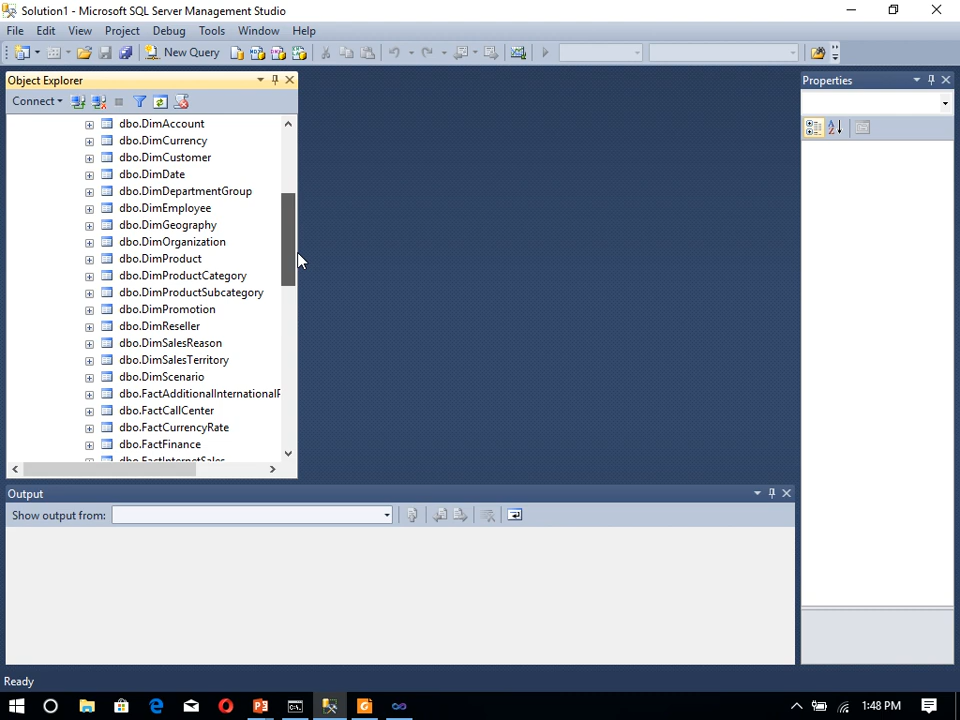 Solution1 - Microsoft SQL Server Management Studio
File Edit View Project Debug Tools Window Help
New Query
Object Explorer
Connect
dbo.DimAccount
dbo.DimCurrency
dbo.DimCustomer
dbo.DimDate
dbo.DimDepartmentGroup
dbo.DimEmployee
dbo.DimGeography
dbo.DimOrganization
dbo.DimProduct
dbo.DimProductCategory
dbo.DimProductSubcategory
dbo.DimPromotion
dbo.DimReseller
dbo.DimSalesReason
dbo.DimSalesTerritory
dbo.DimScenario
dbo.FactAdditionalInternationalP
dbo.FactCallCenter
dbo.FactCurrencyRate
dbo.FactFinance
dbo.FactInternetSales
Properties
Output
Show output from:
Ready
1:48 PM